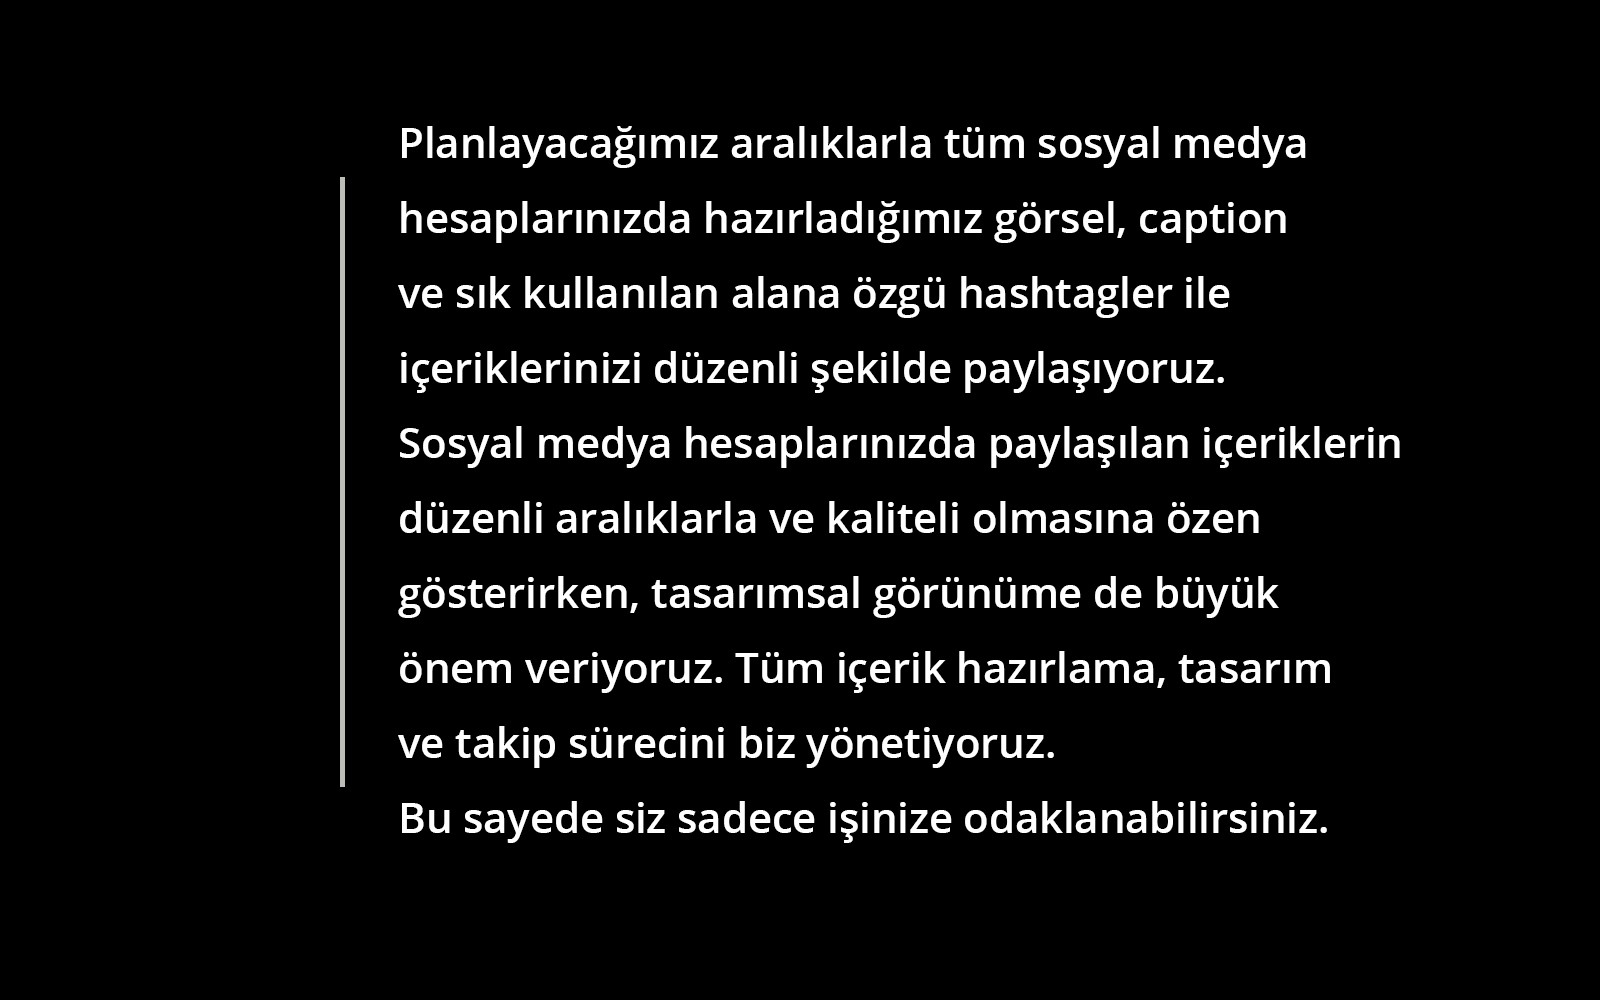 Planlayacağımız aralıklarla tüm sosyal medya
hesaplarınızda hazırladığımız görsel, caption
ve sık kullanılan alana özgü hashtagler ile
içeriklerinizi düzenli şekilde paylaşıyoruz.
Sosyal medya hesaplarınızda paylaşılan içeriklerin
düzenli aralıklarla ve kaliteli olmasına özen
gösterirken, tasarımsal görünüme de büyük
önem veriyoruz. Tüm içerik hazırlama, tasarım
ve takip sürecini biz yönetiyoruz.
Bu sayede siz sadece işinize odaklanabilirsiniz.